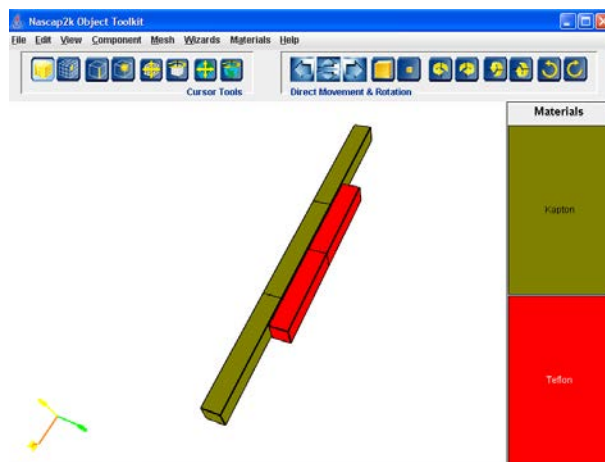 Nascap2k Object Toolkit
File Edit View Component Mesh Wizards Materials Help
Cursor Tools
Direct Movement & Rotation
Materials
Kapton
Teflon